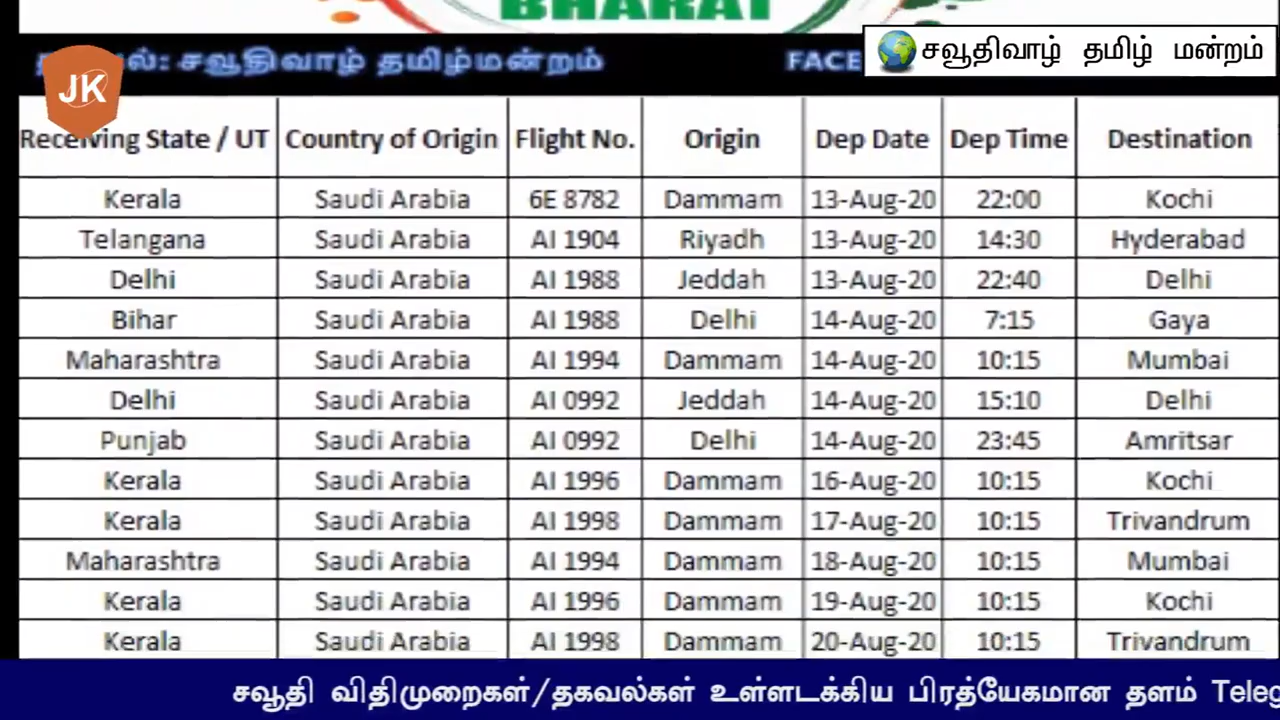 BHARAT
சவூதிவாழ் தமிழ்மன்றம் FACE
சவூதிவாழ் தமிழ் மன்றம்
JK
Receiving State / UT Country of Origin Flight No. Origin Dep Date Dep Time Destination
Kerala Saudi Arabia 6E 8782 Dammam 13-Aug-20 22:00 Kochi
Telangana Saudi Arabia AI 1904 Riyadh 13-Aug-20 14:30 Hyderabad
Delhi Saudi Arabia AI 1988 Jeddah 13-Aug-20 22:40 Delhi
Bihar Saudi Arabia AI 1988 Delhi 14-Aug-20 7:15 Gaya
Maharashtra Saudi Arabia AI 1994 Dammam 14-Aug-20 10:15 Mumbai
Delhi Saudi Arabia AI 0992 Jeddah 14-Aug-20 15:10 Delhi
Punjab Saudi Arabia AI 0992 Delhi 14-Aug-20 23:45 Amritsar
Kerala Saudi Arabia AI 1996 Dammam 16-Aug-20 10:15 Kochi
Kerala Saudi Arabia AI 1998 Dammam 17-Aug-20 10:15 Trivandrum
Maharashtra Saudi Arabia AI 1994 Dammam 18-Aug-20 10:15 Mumbai
Kerala Saudi Arabia AI 1996 Dammam 19-Aug-20 10:15 Kochi
Kerala Saudi Arabia AI 1998 Dammam 20-Aug-20 10:15 Trivandrum
சவூதி விதிமுறைகள்/தகவல்கள் உள்ளடக்கிய பிரத்யேகமான தளம் Teleg